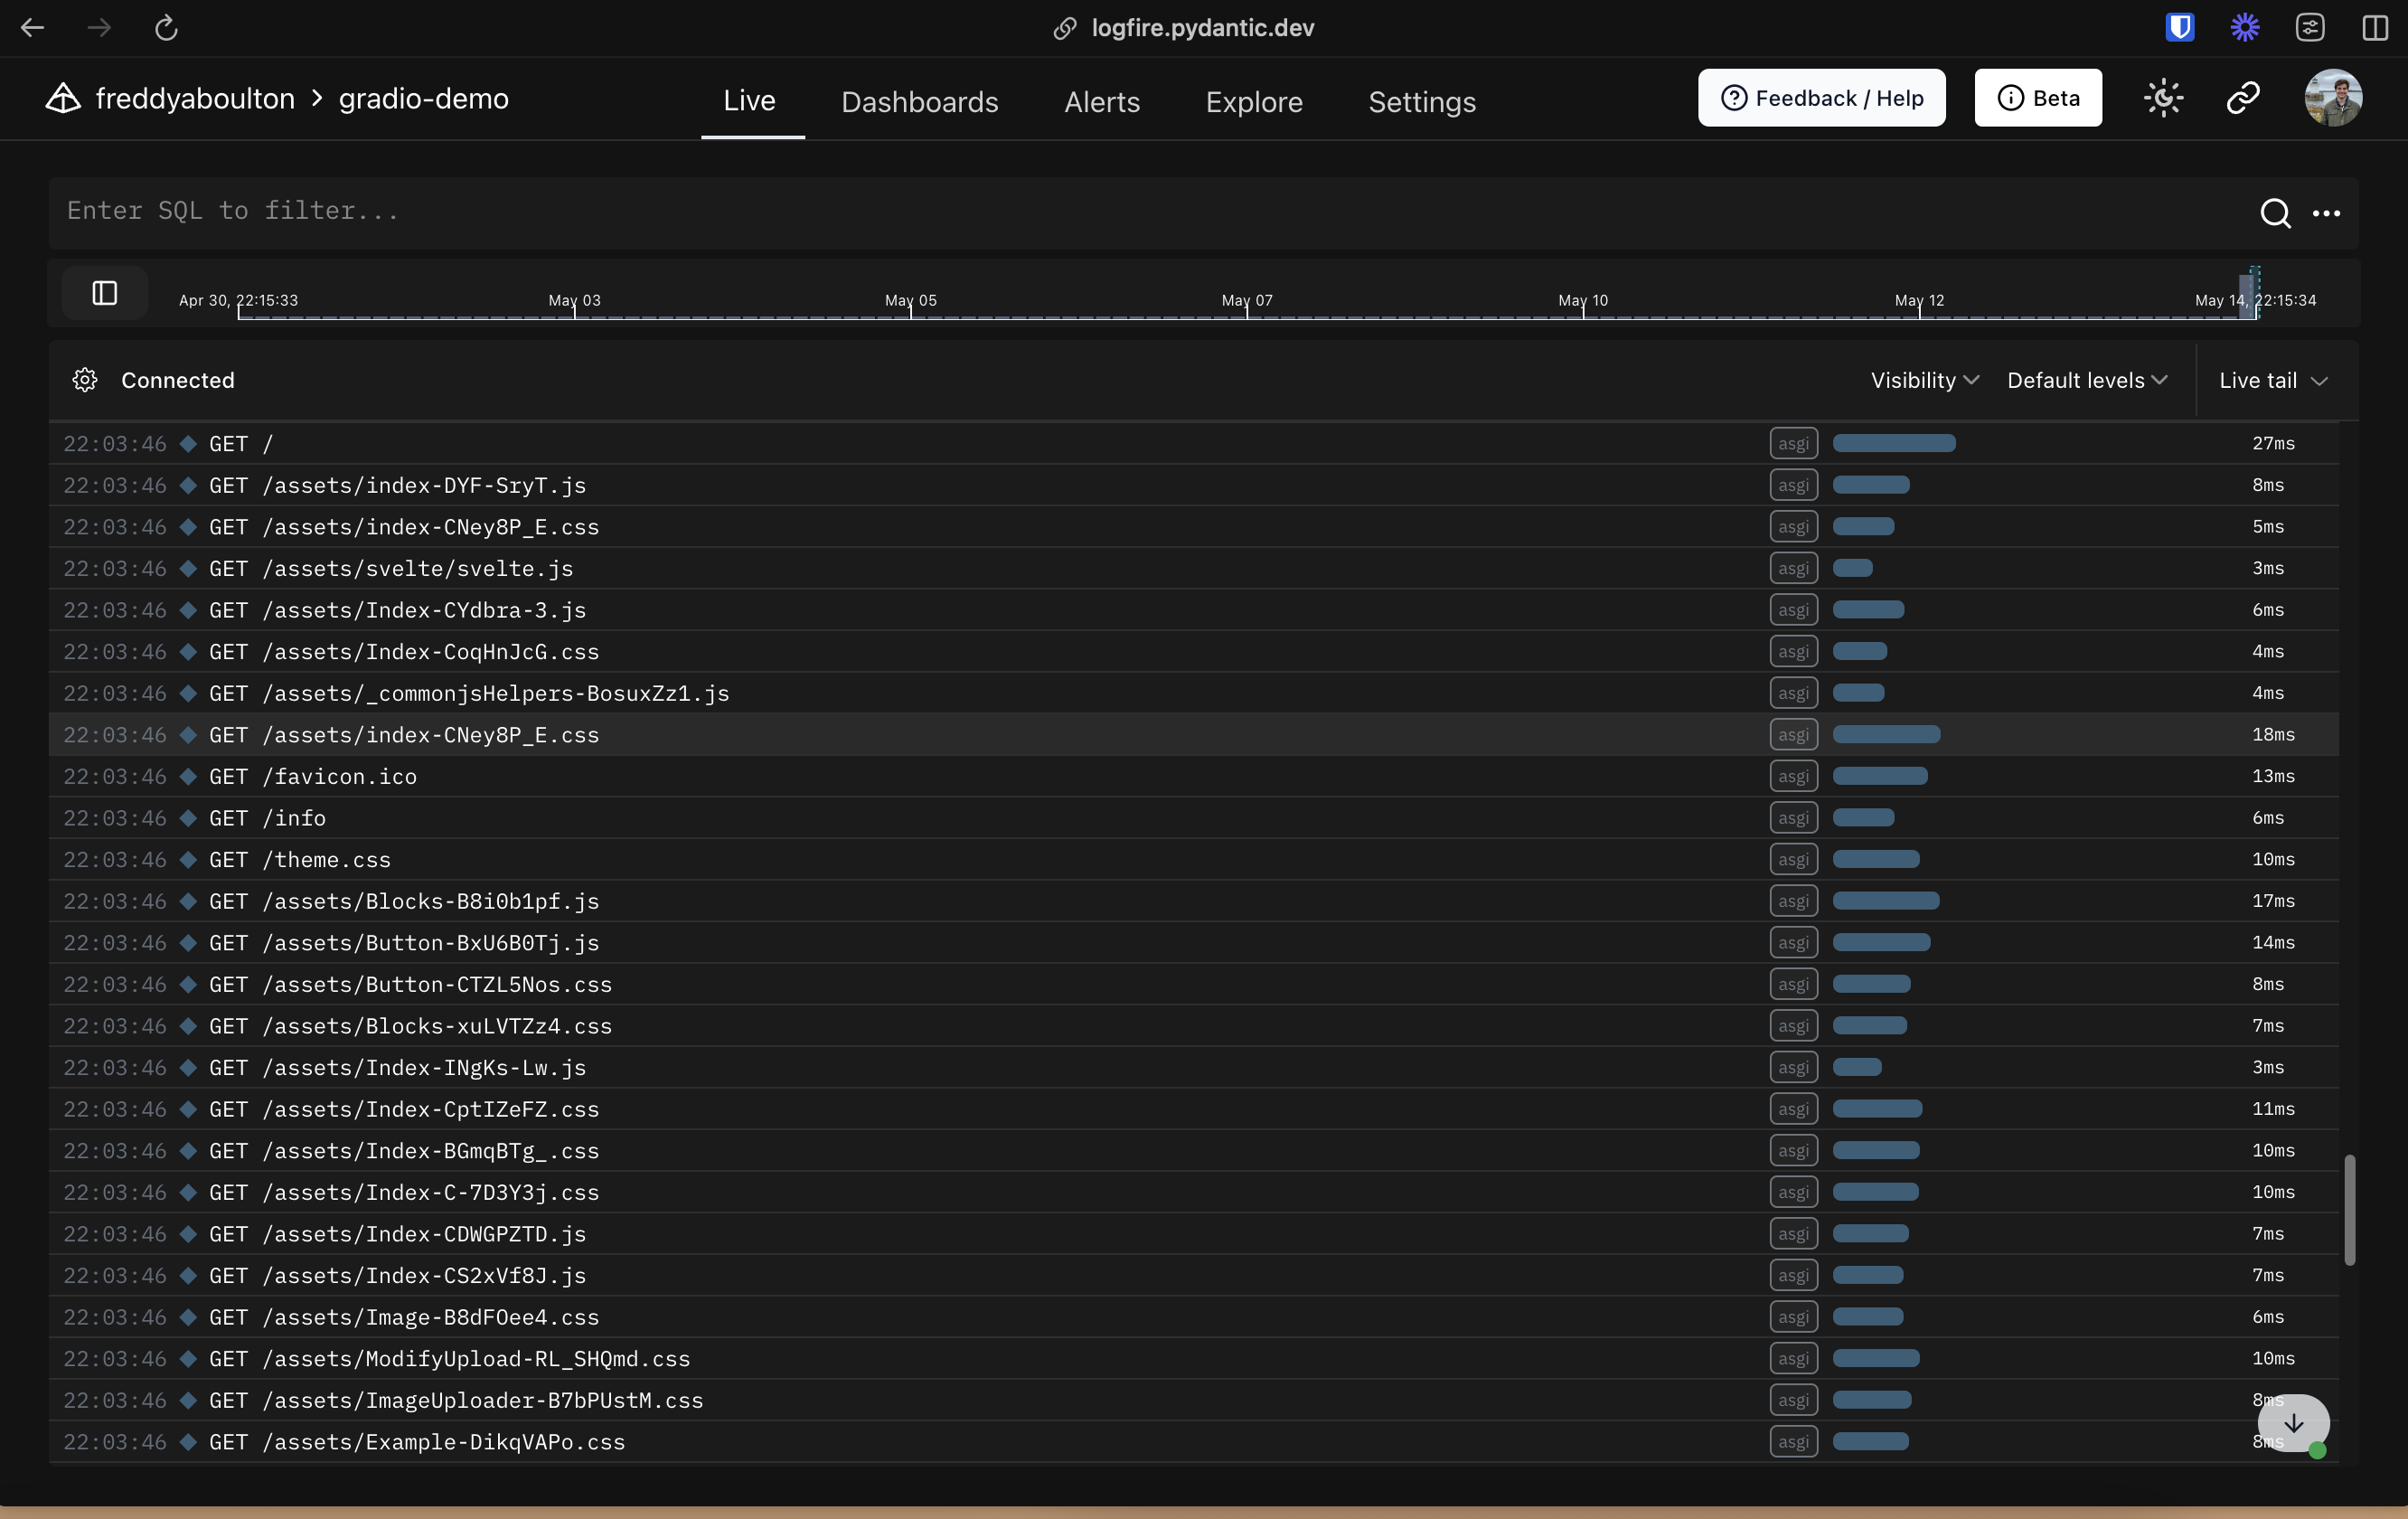 logfire.pydantic.dev
freddyaboulton > gradio-demo Live Dashboards Alerts Explore Settings Feedback / Help Beta
Enter SQL to filter...
Apr 30, 22:15:33 May 03 May 05 May 07 May 10 May 12 May 14, 22:15:34
Connected Visibility Default levels Live tail
22:03:46 GET / asgi 27ms
22:03:46 GET /assets/index-DYF-SryT.js asgi 8ms
22:03:46 GET /assets/index-CNey8P_E.css asgi 5ms
22:03:46 GET /assets/svelte/svelte.js asgi 3ms
22:03:46 GET /assets/Index-CYdbra-3.js asgi 6ms
22:03:46 GET /assets/Index-CoqHnJcG.css asgi 4ms
22:03:46 GET /assets/_commonjsHelpers-BosuxZz1.js asgi 4ms
22:03:46 GET /assets/index-CNey8P_E.css asgi 18ms
22:03:46 GET /favicon.ico asgi 13ms
22:03:46 GET /info asgi 6ms
22:03:46 GET /theme.css asgi 10ms
22:03:46 GET /assets/Blocks-B8i0b1pf.js asgi 17ms
22:03:46 GET /assets/Button-BxU6B0Tj.js asgi 14ms
22:03:46 GET /assets/Button-CTZL5Nos.css asgi 8ms
22:03:46 GET /assets/Blocks-xuLVTZz4.css asgi 7ms
22:03:46 GET /assets/Index-INgKs-Lw.js asgi 3ms
22:03:46 GET /assets/Index-CptIZeFZ.css asgi 11ms
22:03:46 GET /assets/Index-BGmqBTg_.css asgi 10ms
22:03:46 GET /assets/Index-C-7D3Y3j.css asgi 10ms
22:03:46 GET /assets/Index-CDWGPZTD.js asgi 7ms
22:03:46 GET /assets/Index-CS2xVf8J.js asgi 7ms
22:03:46 GET /assets/Image-B8dFOee4.css asgi 6ms
22:03:46 GET /assets/ModifyUpload-RL_SHQmd.css asgi 10ms
22:03:46 GET /assets/ImageUploader-B7bPUstM.css asgi 8ms
22:03:46 GET /assets/Example-DikqVAPo.css asgi 8ms